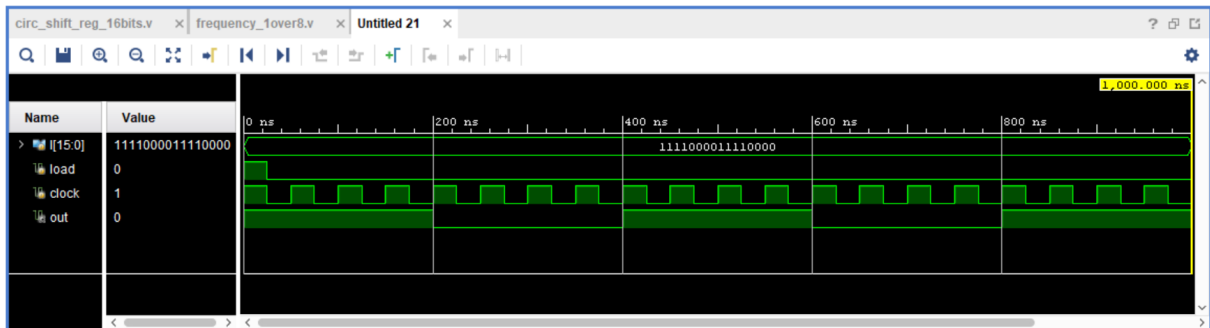 circ_shift_reg_16bits.v × frequency_1over8.v × Untitled 21 × ?
1,000.000 ns
Name Value 0 ns 200 ns 400 ns 600 ns 800 ns
I[15:0] 1111000011110000 1111000011110000
load 0
clock 1
out 0